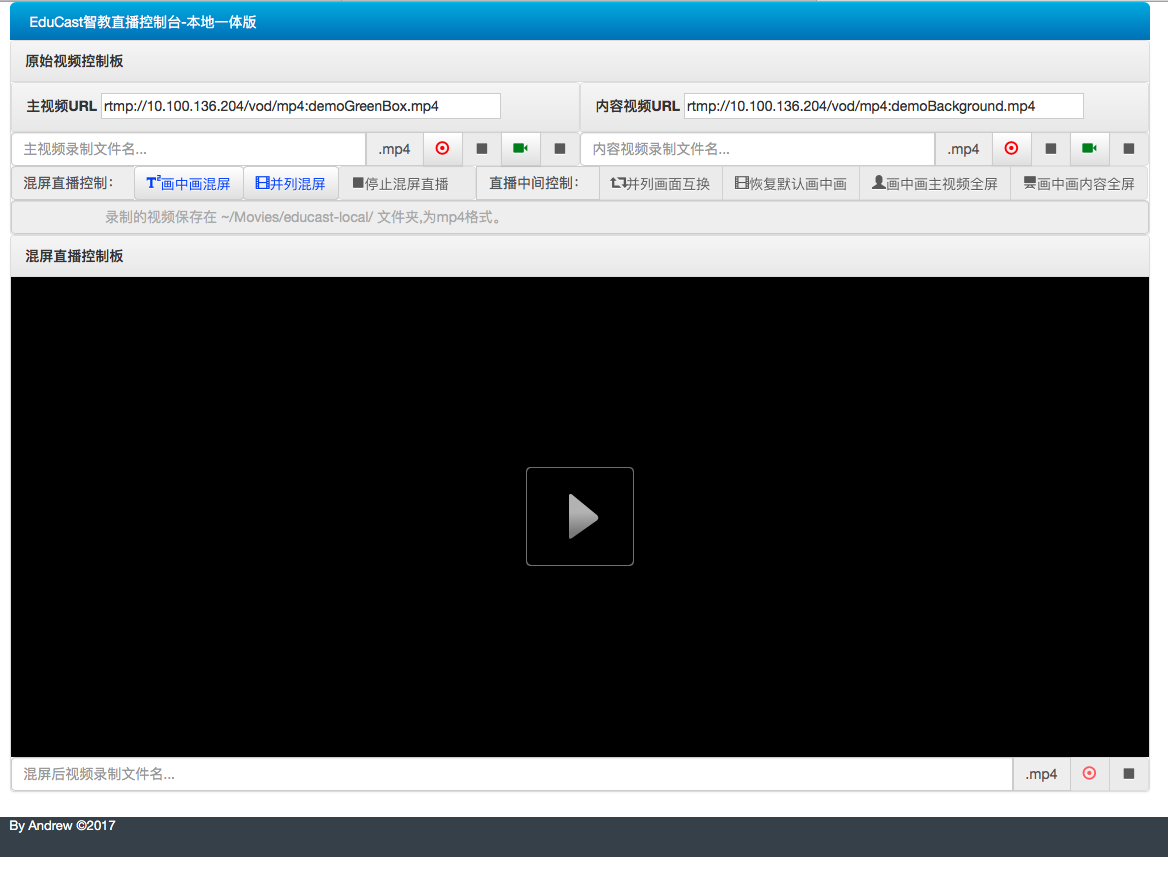 EduCast智教直播控制台-本地一体版
原始视频控制板
主视频URL rtmp://10.100.136.204/vod/mp4:demoGreenBox.mp4 内容视频URL rtmp://10.100.136.204/vod/mp4:demoBackground.mp4
主视频录制文件名... .mp4 内容视频录制文件名... .mp4
混屏直播控制： T²画中画混屏 并列混屏 停止混屏直播 直播中间控制： 并列画面互换 恢复默认画中画 画中画主视频全屏 画中画内容全屏
录制的视频保存在 ~/Movies/educast-local/ 文件夹,为mp4格式。
混屏直播控制板
混屏后视频录制文件名... .mp4
By Andrew ©2017